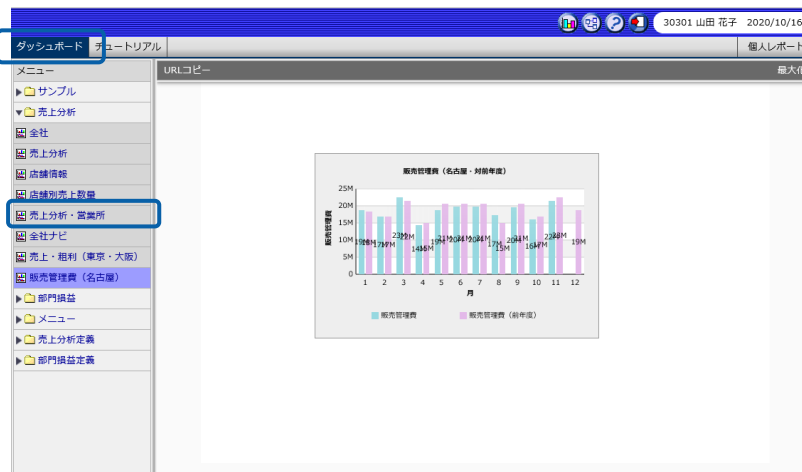 30301 山田 花子 2020/10/16
ダッシュボード チュートリアル 個人レポート
メニュー
URLコピー 最大化
サンプル
売上分析
全社
売上分析
店舗情報
店舗別売上数量
売上分析・営業所
全社ナビ
売上・粗利（東京・大阪）
販売管理費（名古屋）
部門損益
メニュー
売上分析定義
部門損益定義
販売管理費（名古屋・対前年度）
販売管理費
25M
20M
15M
10M
5M
0
1 2 3 4 5 6 7 8 9 10 11 12
月
販売管理費 販売管理費（前年度）